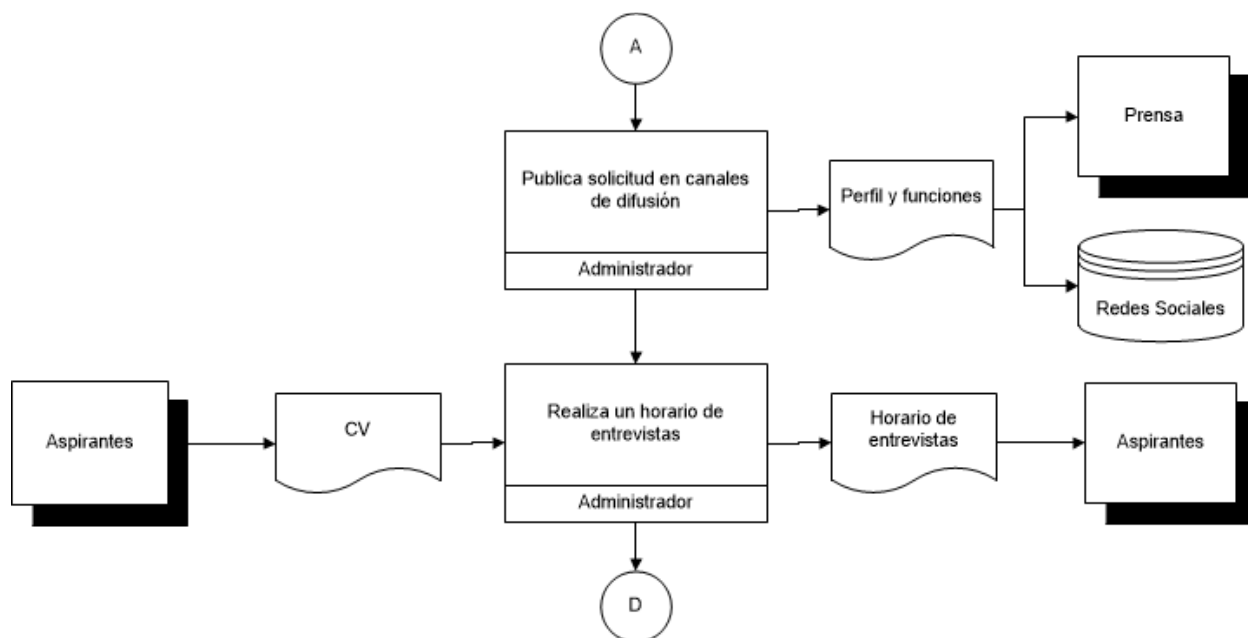 A
Publica solicitud en canales
de difusión
Administrador
Perfil y funciones
Prensa
Redes Sociales
Aspirantes
CV
Realiza un horario de
entrevistas
Administrador
Horario de
entrevistas
Aspirantes
D